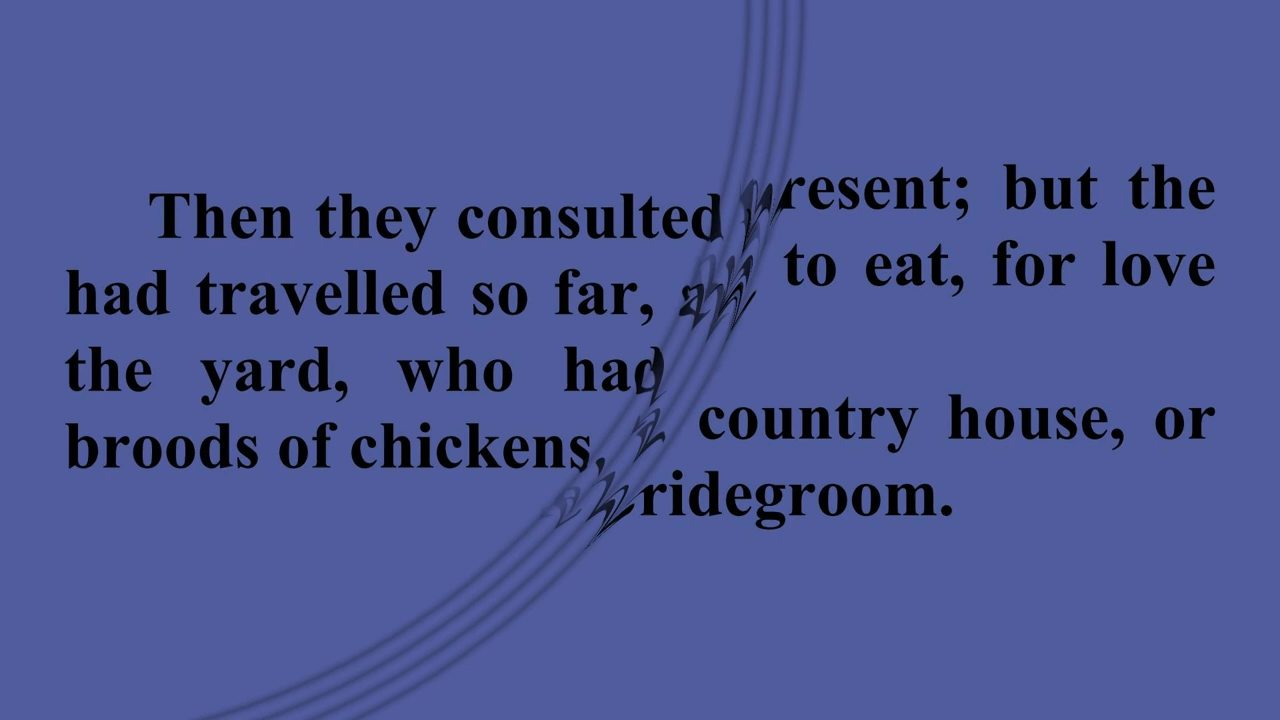 Then they consulted resent; but the
had travelled so far, to eat, for love
the yard, who had
broods of chickens, country house, or
ridegroom.